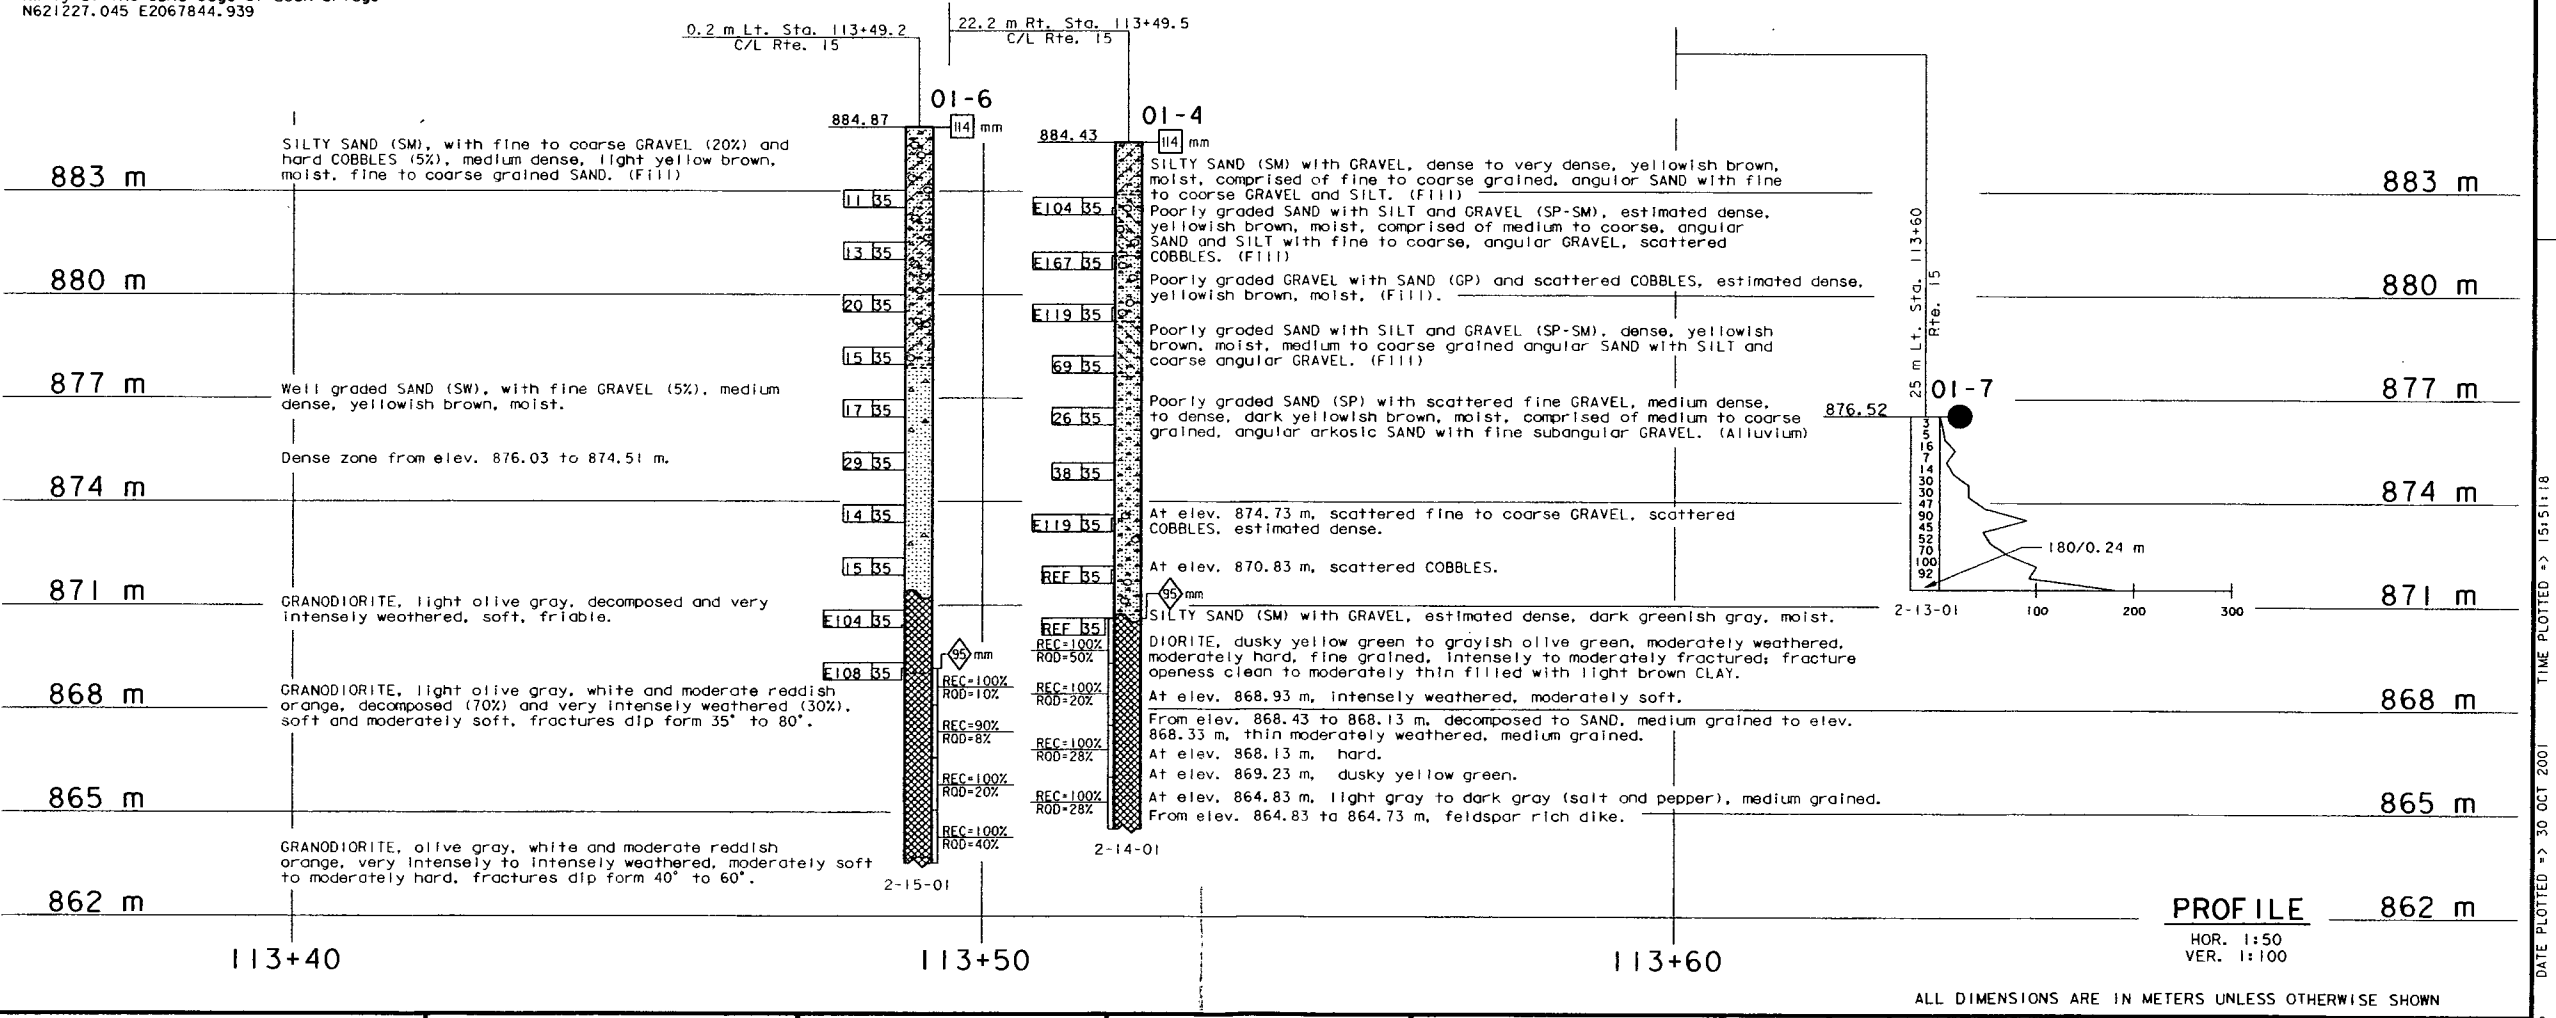 N621227.045 E2067844.939
0.2 m Lt. Sta. 113+49.2
C/L Rte. 15
22.2 m Rt. Sta. 113+49.5
C/L Rte. 15
01-6
884.87
114 mm
01-4
884.43
114 mm
SILTY SAND (SM), with fine to coarse GRAVEL (20%) and
hard COBBLES (5%), medium dense, light yellow brown,
moist, fine to coarse grained SAND. (Fill)
Well graded SAND (SW), with fine GRAVEL (5%), medium
dense, yellowish brown, moist.
Dense zone from elev. 876.03 to 874.51 m.
GRANODIORITE, light olive gray, decomposed and very
intensely weathered, soft, friable.
GRANODIORITE, light olive gray, white and moderate reddish
orange, decomposed (70%) and very intensely weathered (30%),
soft and moderately soft, fractures dip form 35° to 80°.
GRANODIORITE, olive gray, white and moderate reddish
orange, very intensely to intensely weathered, moderately soft
to moderately hard, fractures dip form 40° to 60°.
883 m
880 m
877 m
874 m
871 m
868 m
865 m
862 m
11 35
13 35
20 35
15 35
17 35
29 35
14 35
15 35
E104 35
E108 35
95 mm
REC=100%
RQD=10%
REC=90%
RQD=8%
REC=100%
RQD=20%
REC=100%
RQD=40%
2-15-01
E104 35
E167 35
E119 35
69 35
26 35
38 35
E119 35
REF 35
REF 35
95 mm
REC=100%
RQD=50%
REC=100%
RQD=20%
REC=100%
RQD=28%
REC=100%
RQD=28%
2-14-01
SILTY SAND (SM) with GRAVEL, dense to very dense, yellowish brown,
moist, comprised of fine to coarse grained, angular SAND with fine
to coarse GRAVEL and SILT. (Fill)
Poorly graded SAND with SILT and GRAVEL (SP-SM), estimated dense,
yellowish brown, moist, comprised of medium to coarse, angular
SAND and SILT with fine to coarse, angular GRAVEL, scattered
COBBLES. (Fill)
Poorly graded GRAVEL with SAND (GP) and scattered COBBLES, estimated dense,
yellowish brown, moist, (Fill).
Poorly graded SAND with SILT and GRAVEL (SP-SM), dense, yellowish
brown, moist, medium to coarse grained angular SAND with SILT and
coarse angular GRAVEL. (Fill)
Poorly graded SAND (SP) with scattered fine GRAVEL, medium dense,
to dense, dark yellowish brown, moist, comprised of medium to coarse
grained, angular arkosic SAND with fine subangular GRAVEL. (Alluvium)
At elev. 874.73 m, scattered fine to coarse GRAVEL, scattered
COBBLES, estimated dense.
At elev. 870.83 m, scattered COBBLES.
SILTY SAND (SM) with GRAVEL, estimated dense, dark greenish gray, moist.
DIORITE, dusky yellow green to grayish olive green, moderately weathered,
moderately hard, fine grained, intensely to moderately fractured; fracture
openess clean to moderately thin filled with light brown CLAY.
At elev. 868.93 m, intensely weathered, moderately soft.
From elev. 868.43 to 868.13 m, decomposed to SAND, medium grained to elev.
868.33 m, thin moderately weathered, medium grained.
At elev. 868.13 m, hard.
At elev. 869.23 m, dusky yellow green.
At elev. 864.83 m, light gray to dark gray (salt and pepper), medium grained.
From elev. 864.83 to 864.73 m, feldspar rich dike.
25 m Lt. Sta. 113+60
Rte. 15
01-7
876.52
3
5
16
7
14
30
30
47
90
45
52
70
100
92
180/0.24 m
2-13-01
100 200 300
883 m
880 m
877 m
874 m
871 m
868 m
865 m
862 m
113+40
113+50
113+60
PROFILE
HOR. 1:50
VER. 1:100
ALL DIMENSIONS ARE IN METERS UNLESS OTHERWISE SHOWN
DATE PLOTTED => 30 OCT 2001 TIME PLOTTED => 15:51:18